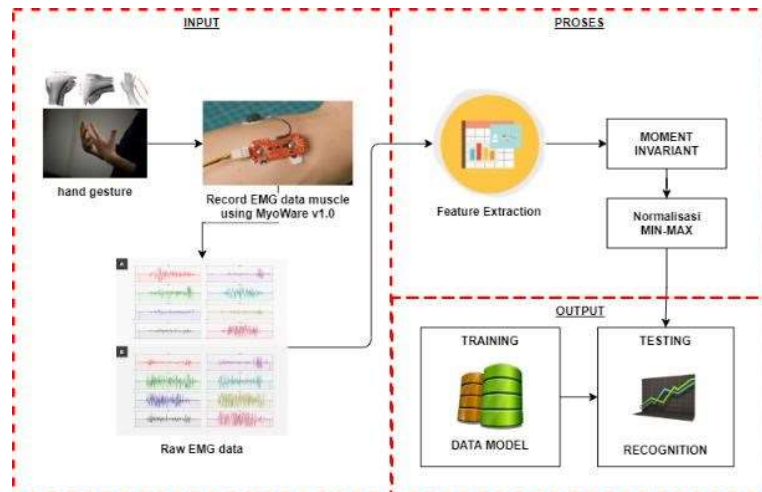 INPUT
hand gesture
Record EMG data muscle
using MyoWare v1.0
A
B
Raw EMG data
PROSES
Feature Extraction
MOMENT
INVARIANT
Normalisasi
MIN-MAX
OUTPUT
TRAINING
DATA MODEL
TESTING
RECOGNITION